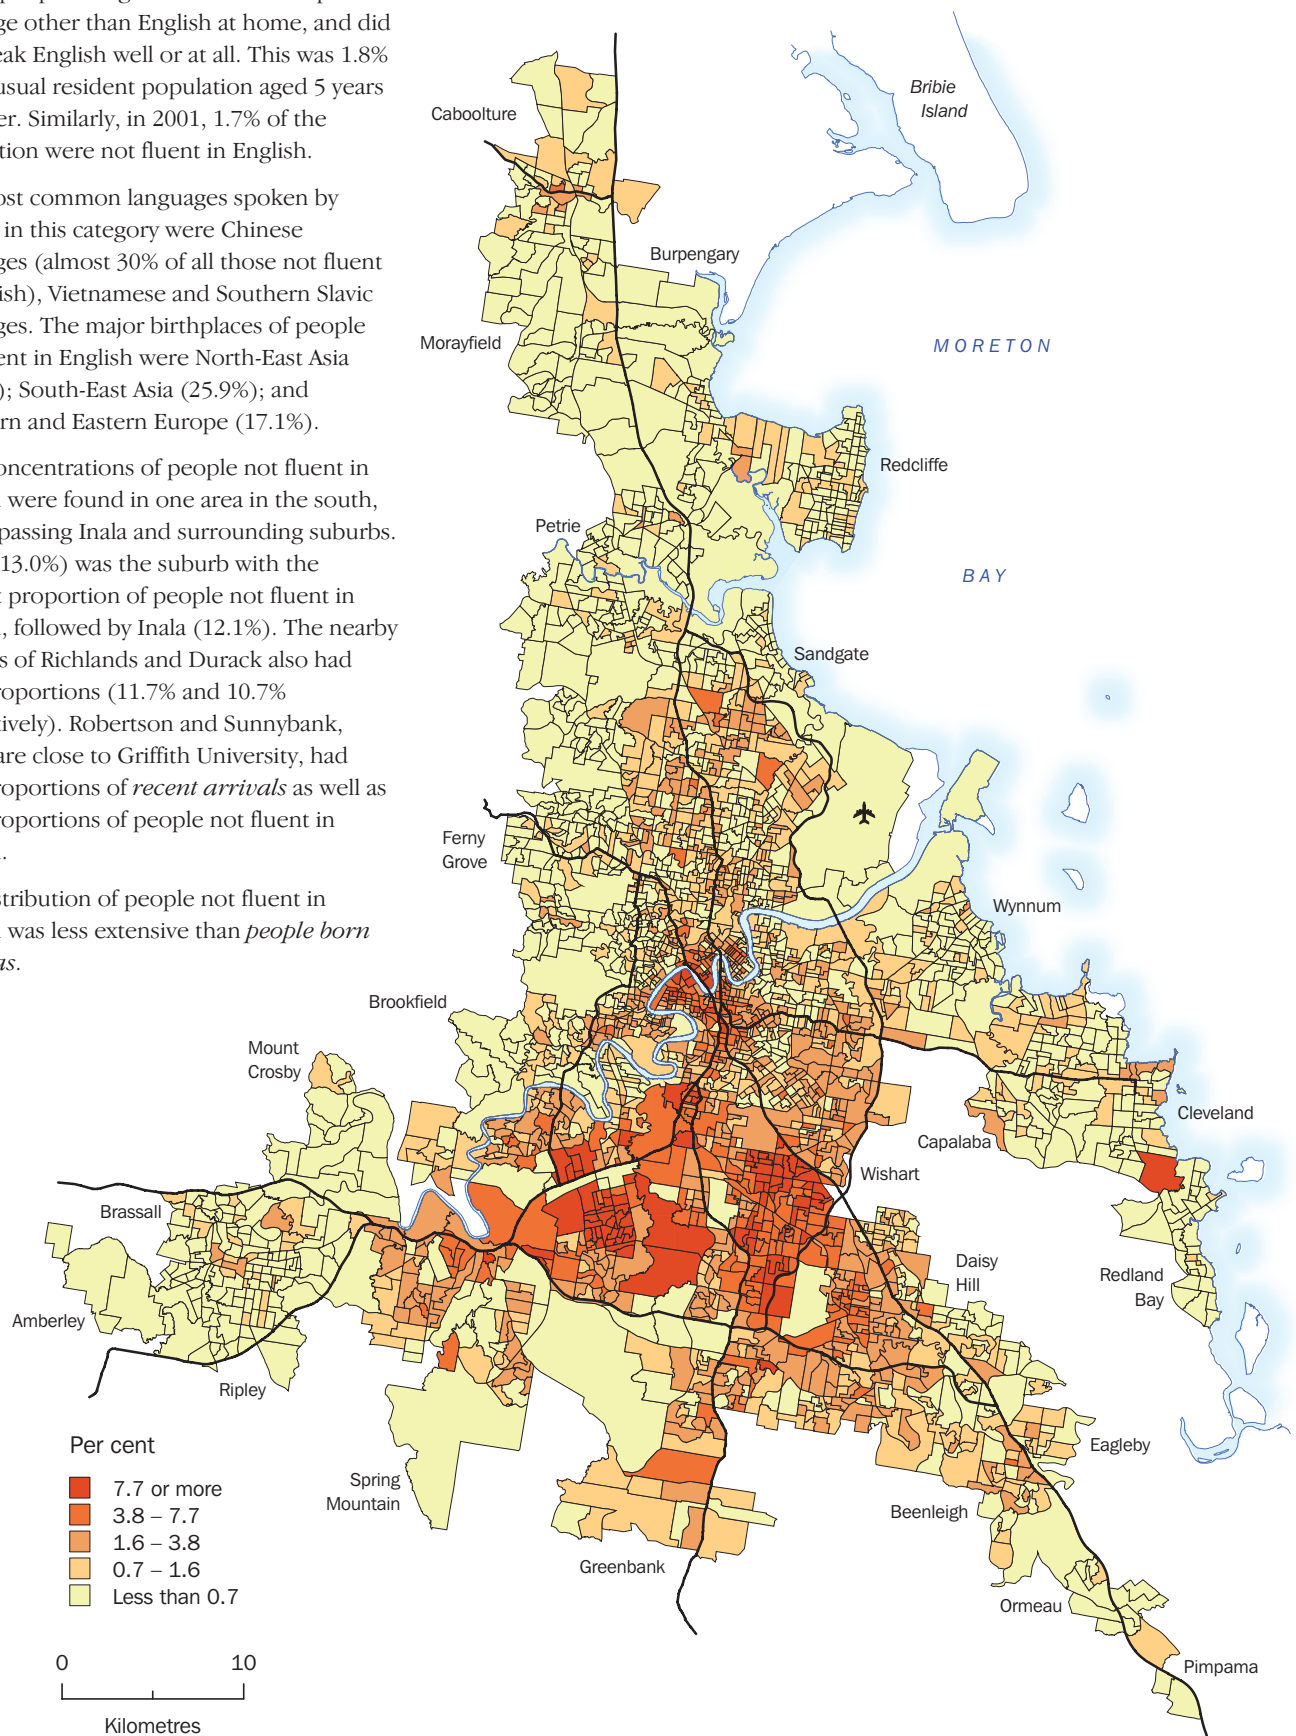 ge other than English at home, and did
eak English well or at all. This was 1.8%
usual resident population aged 5 years
er. Similarly, in 2001, 1.7% of the
tion were not fluent in English.
ost common languages spoken by
in this category were Chinese
ges (almost 30% of all those not fluent
ish), Vietnamese and Southern Slavic
ges. The major birthplaces of people
ent in English were North-East Asia
); South-East Asia (25.9%); and
rn and Eastern Europe (17.1%).
oncentrations of people not fluent in
were found in one area in the south,
passing Inala and surrounding suburbs.
13.0%) was the suburb with the
t proportion of people not fluent in
, followed by Inala (12.1%). The nearby
s of Richlands and Durack also had
roportions (11.7% and 10.7%
tively). Robertson and Sunnybank,
are close to Griffith University, had
roportions of recent arrivals as well as
roportions of people not fluent in
.
stribution of people not fluent in
was less extensive than people born
as.
Bribie
Island
Caboolture
Burpengary
Morayfield
MORETON
Redcliffe
Petrie
BAY
Sandgate
Ferny
Grove
Wynnum
Brookfield
Mount
Crosby
Cleveland
Capalaba
Wishart
Brassall
Daisy
Hill
Redland
Bay
Amberley
Ripley
Eagleby
Spring
Mountain
Beenleigh
Greenbank
Ormeau
Pimpama
Per cent
7.7 or more
3.8 – 7.7
1.6 – 3.8
0.7 – 1.6
Less than 0.7
0 10
Kilometres